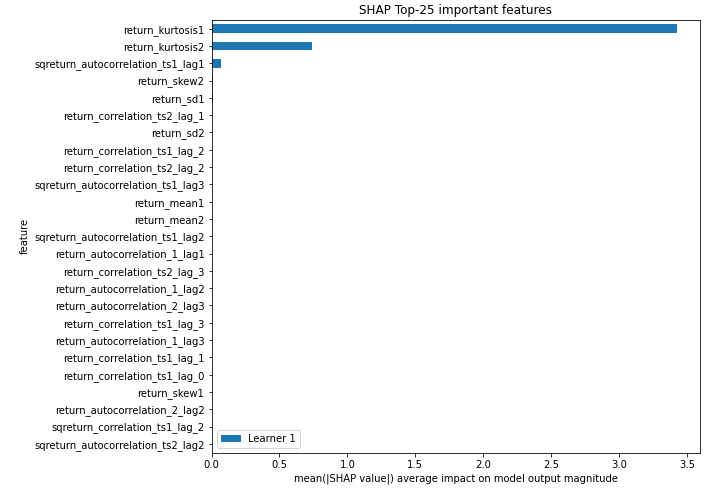 SHAP Top-25 important features
return_kurtosis1
return_kurtosis2
sqreturn_autocorrelation_ts1_lag1
return_skew2
return_sd1
return_correlation_ts2_lag_1
return_sd2
return_correlation_ts1_lag_2
return_correlation_ts2_lag_2
sqreturn_autocorrelation_ts1_lag3
return_mean1
return_mean2
sqreturn_autocorrelation_ts1_lag2
return_autocorrelation_1_lag1
return_correlation_ts2_lag_3
return_autocorrelation_1_lag2
return_autocorrelation_2_lag3
return_correlation_ts1_lag_3
return_autocorrelation_1_lag3
return_correlation_ts1_lag_1
return_correlation_ts1_lag_0
return_skew1
return_autocorrelation_2_lag2
sqreturn_correlation_ts1_lag_2
sqreturn_autocorrelation_ts2_lag2
feature
Learner 1
0.0 0.5 1.0 1.5 2.0 2.5 3.0 3.5
mean(|SHAP value|) average impact on model output magnitude